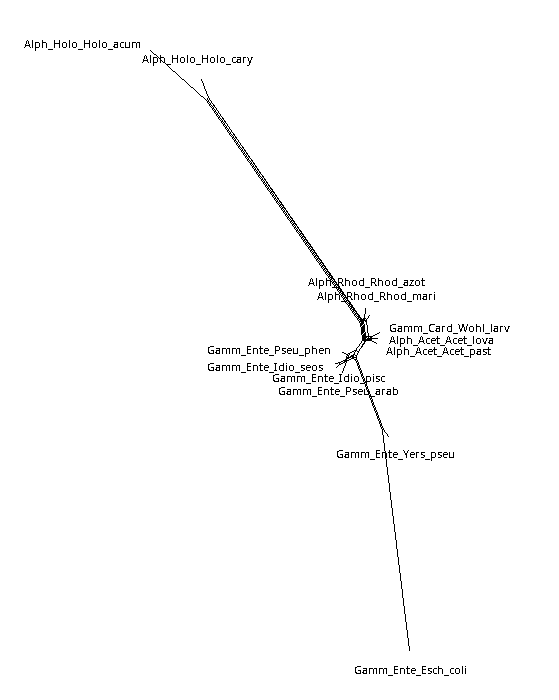 Alph_Holo_Holo_acum
Alph_Holo_Holo_cary
Alph_Rhod_Rhod_azot
Alph_Rhod_Rhod_mari
Gamm_Card_Wohl_larv
Alph_Acet_Acet_lova
Alph_Acet_Acet_past
Gamm_Ente_Pseu_phen
Gamm_Ente_Idio_seos
Gamm_Ente_Idio_pisc
Gamm_Ente_Pseu_arab
Gamm_Ente_Yers_pseu
Gamm_Ente_Esch_coli